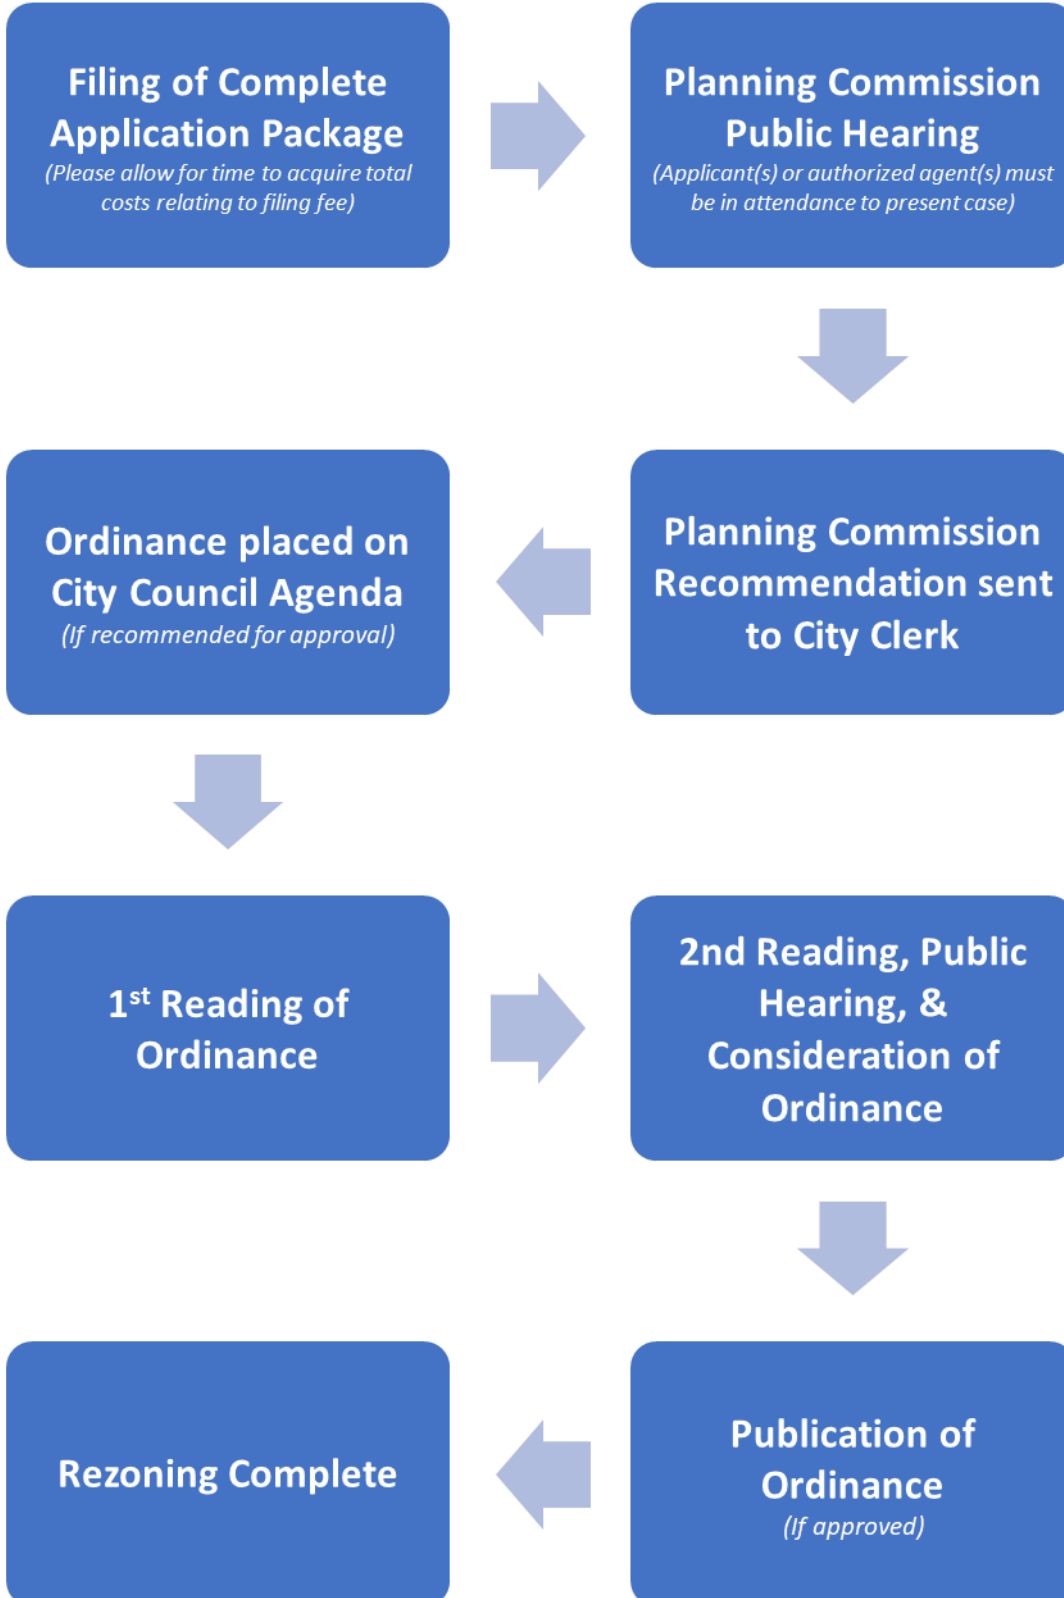 Filing of Complete
Application Package
(Please allow for time to acquire total
costs relating to filing fee)
Planning Commission
Public Hearing
(Applicant(s) or authorized agent(s) must
be in attendance to present case)
Planning Commission
Recommendation sent
to City Clerk
Ordinance placed on
City Council Agenda
(If recommended for approval)
1st Reading of
Ordinance
2nd Reading, Public
Hearing, &
Consideration of
Ordinance
Publication of
Ordinance
(If approved)
Rezoning Complete